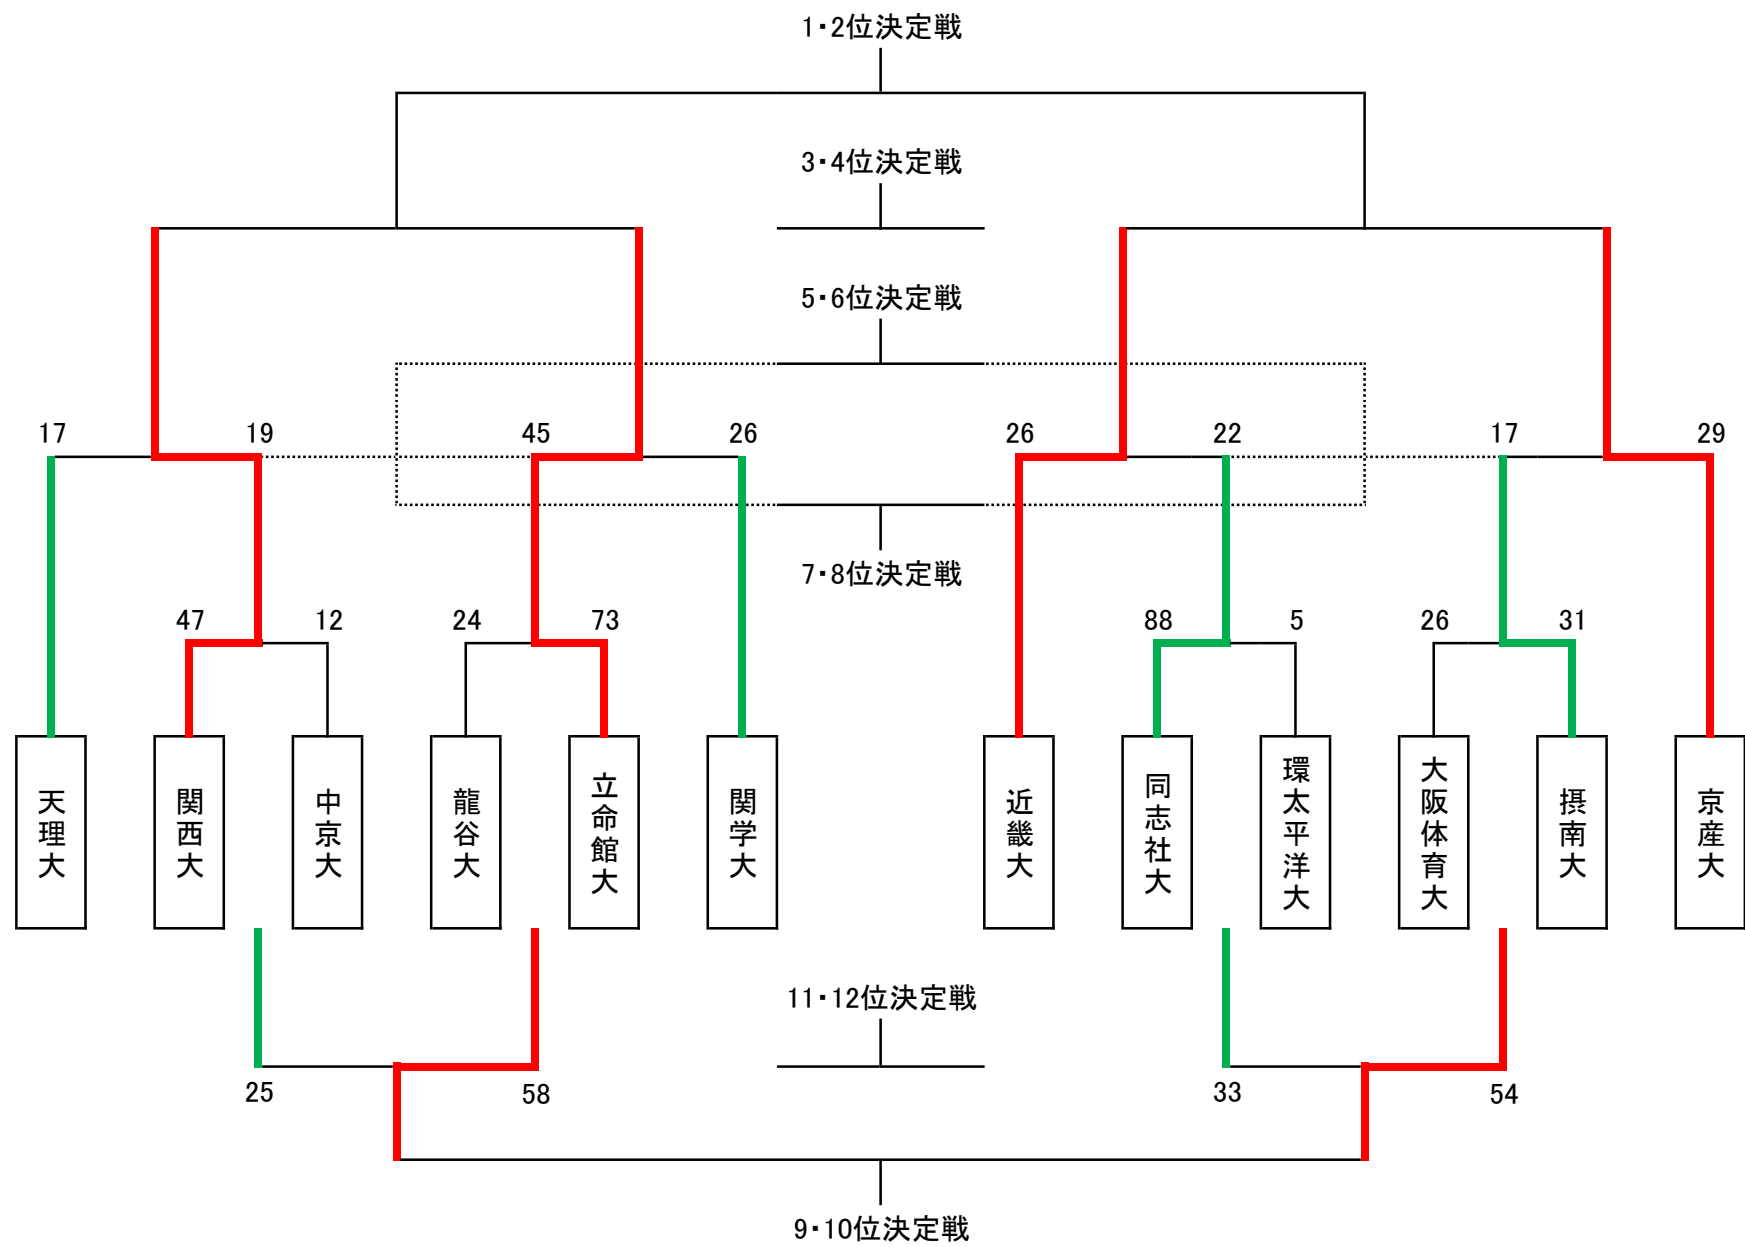 1・2位決定戦
3・4位決定戦
5・6位決定戦
17 19 45 26 26 22 17 29
7・8位決定戦
47 12 24 73 88 5 26 31
天理大
関西大
中京大
龍谷大
立命館大
関学大
近畿大
同志社大
環太平洋大
大阪体育大
摂南大
京産大
11・12位決定戦
25 58 33 54
9・10位決定戦